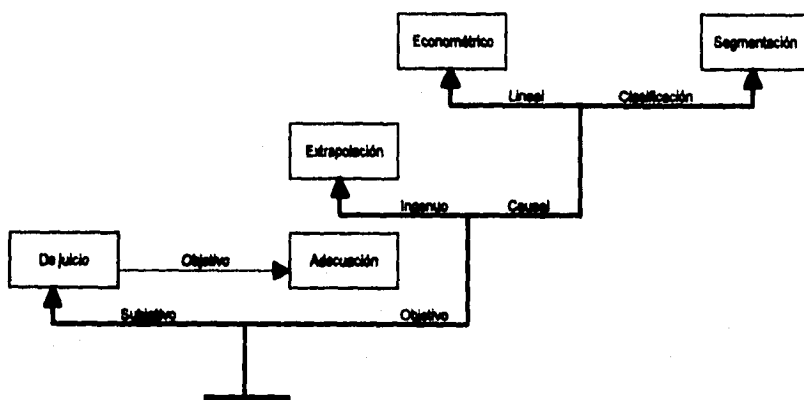 Econométrico
Segmentación
Lineal
Clasificación
Extrapolación
Ingenuo
Causal
De juicio
Objetivo
Adecuación
Subjetivo
Objetivo